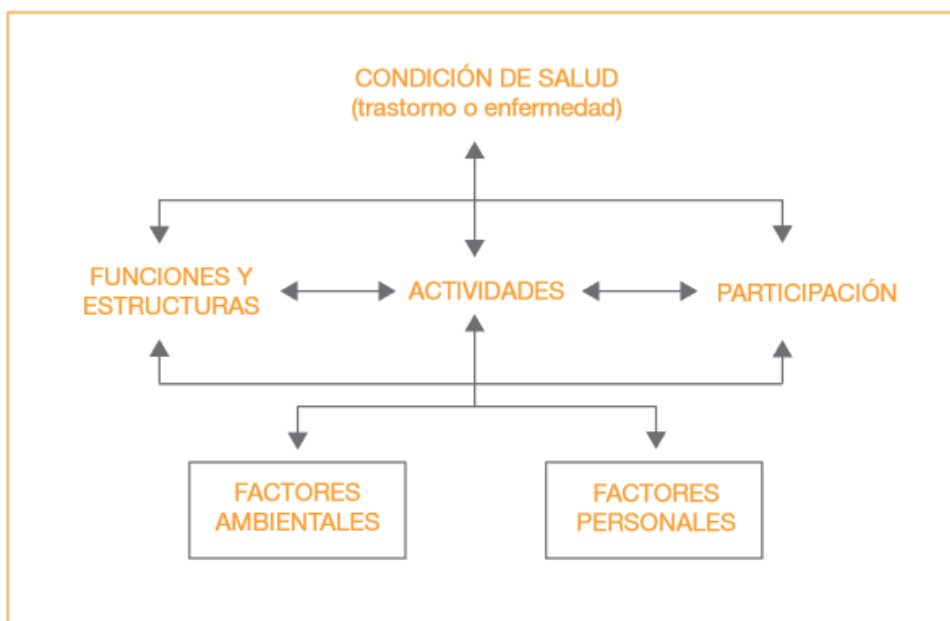 CONDICIÓN DE SALUD
(trastorno o enfermedad)
FUNCIONES Y
ESTRUCTURAS
ACTIVIDADES
PARTICIPACIÓN
FACTORES
AMBIENTALES
FACTORES
PERSONALES